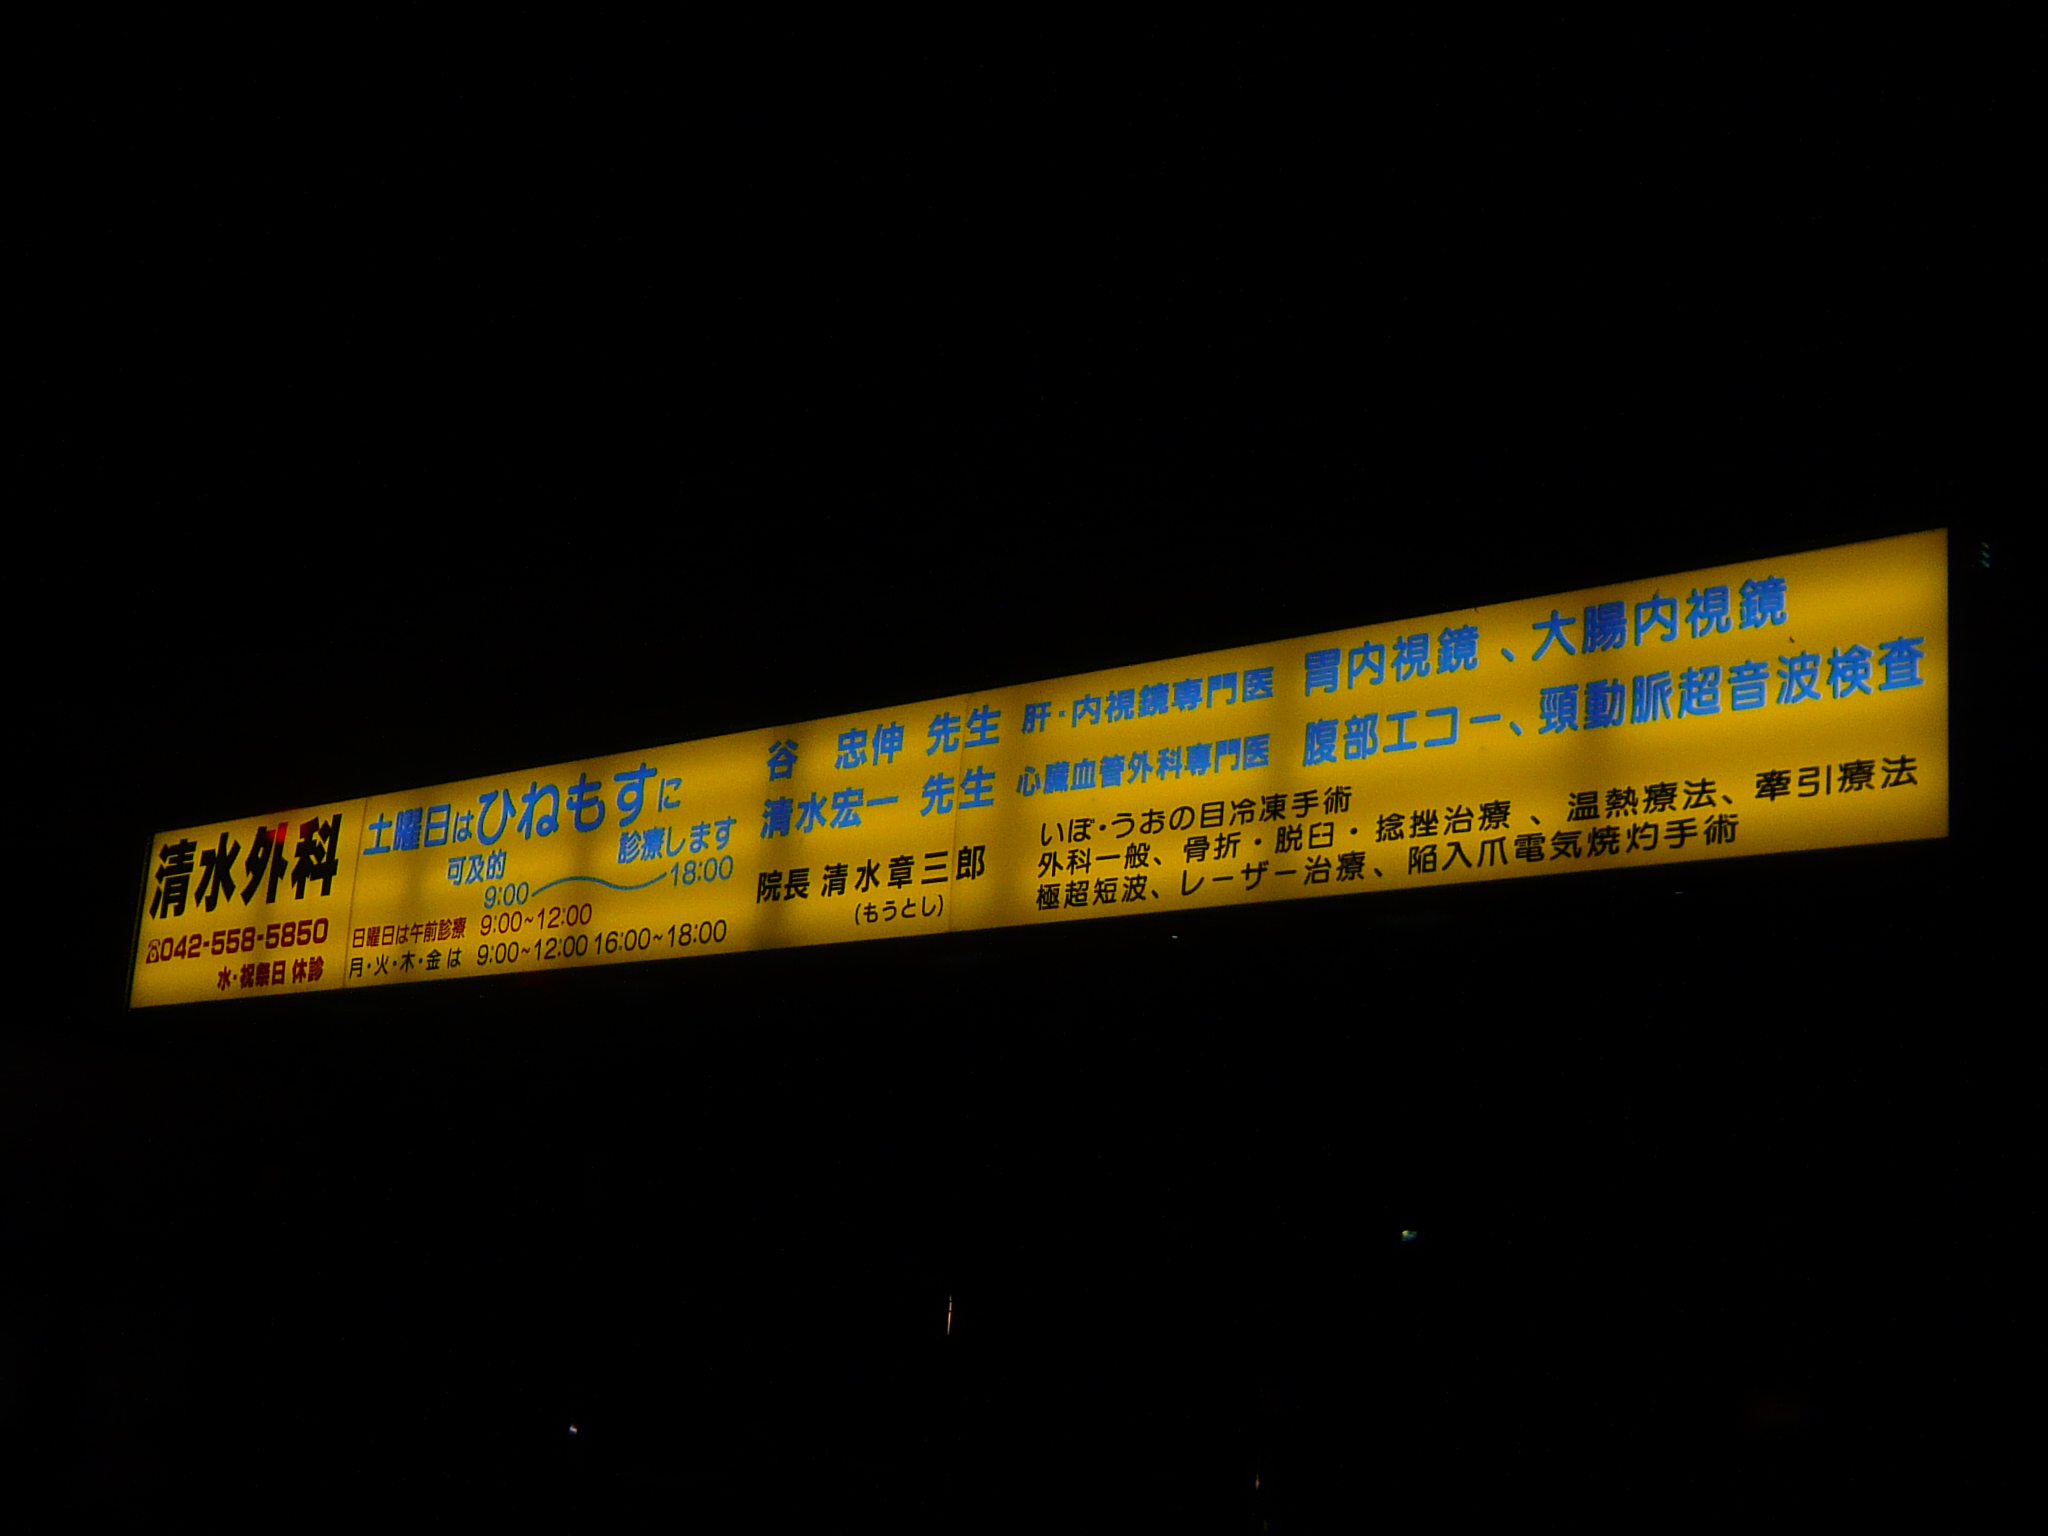 清水外科
☎042-558-5850
水・祝祭日 休診
土曜日はひねもすに
可及的 診療します
9:00〜18:00
日曜日は午前診療 9:00~12:00
月・火・木・金は 9:00~12:00 16:00~18:00
谷 忠伸 先生 肝・内視鏡専門医 胃内視鏡、大腸内視鏡
清水宏一 先生 心臓血管外科専門医 腹部エコー、頸動脈超音波検査
院長 清水章三郎
(もうとし)
いぼ・うおの目冷凍手術
外科一般、骨折・脱臼・捻挫治療、温熱療法、牽引療法
極超短波、レーザー治療、陥入爪電気焼灼手術